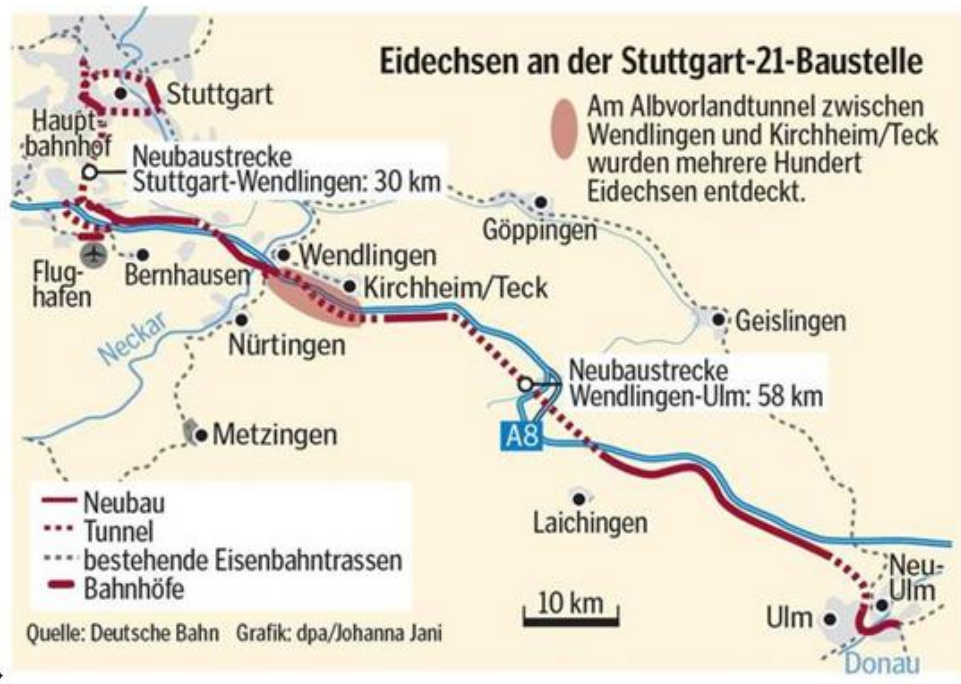 Eidechsen an der Stuttgart-21-Baustelle
Am Albvorlandtunnel zwischen
Wendlingen und Kirchheim/Teck
wurden mehrere Hundert
Eidechsen entdeckt.
Stuttgart
Haupt-
bahnhof
Neubaustrecke
Stuttgart-Wendlingen: 30 km
Göppingen
Wendlingen
Flug-
hafen
Bernhausen
Kirchheim/Teck
Neckar
Nürtingen
Geislingen
Neubaustrecke
Wendlingen-Ulm: 58 km
A8
Metzingen
Laichingen
Neubau
Tunnel
bestehende Eisenbahntrassen
Bahnhöfe
10 km
Neu-
Ulm
Ulm
Donau
Quelle: Deutsche Bahn Grafik: dpa/Johanna Jani